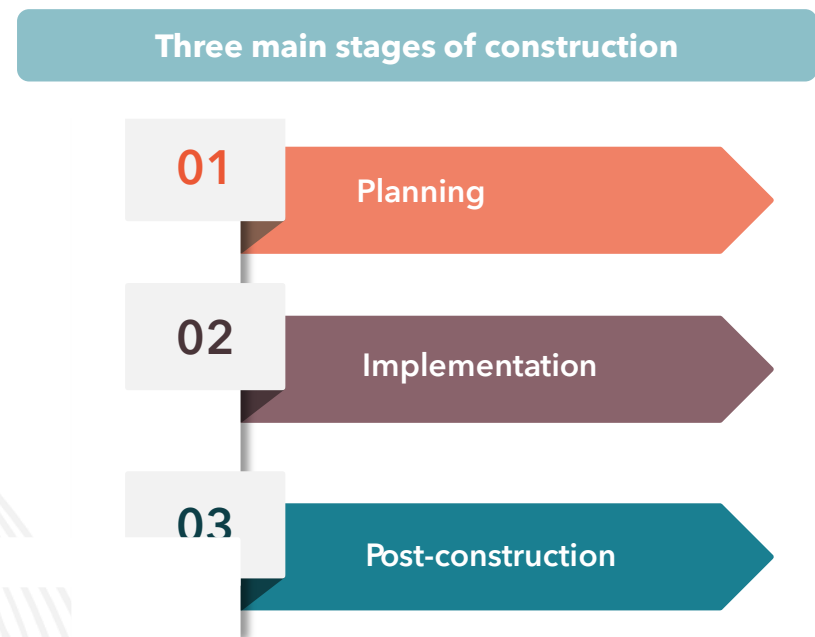 Three main stages of construction
01
Planning
02
Implementation
03
Post-construction